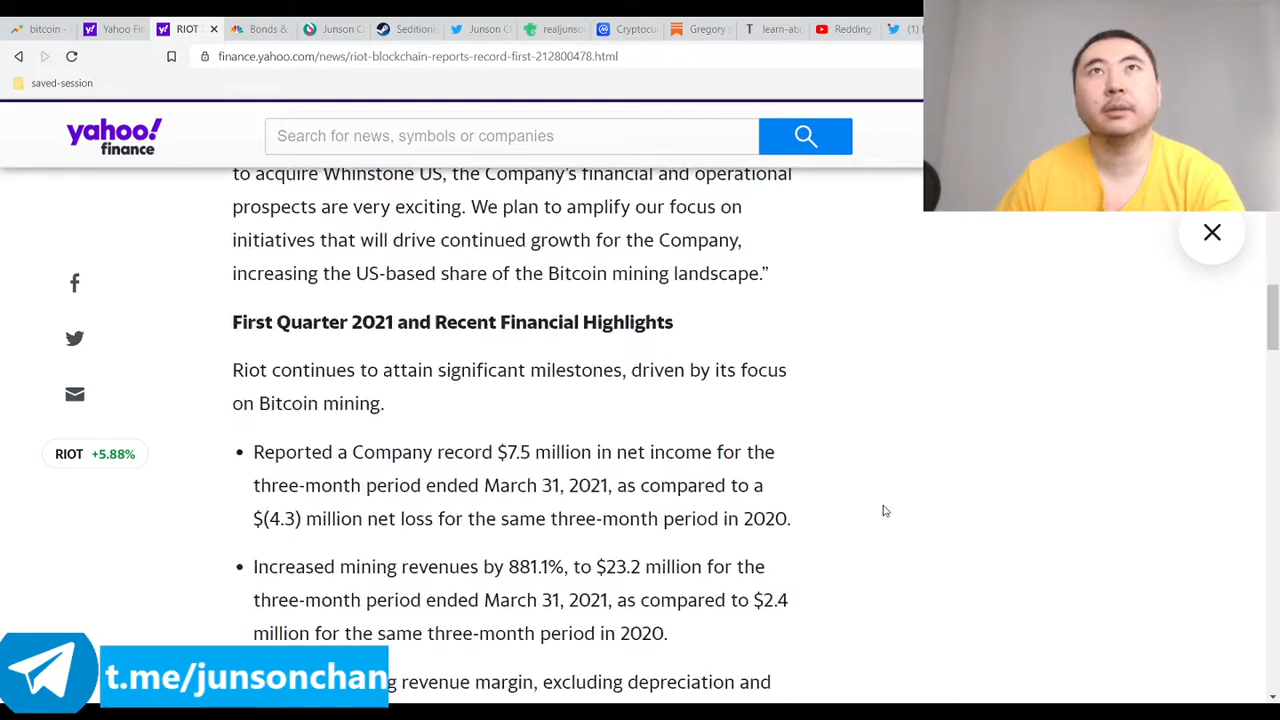 bitcoin -
Yahoo Fin
RIOT
Bonds &
Junson C
Seditioni
Junson C
realjunso
Cryptocu
Gregory's
learn-abo
Redding
(1)
finance.yahoo.com/news/riot-blockchain-reports-record-first-212800478.html
saved-session
yahoo!
finance
Search for news, symbols or companies
to acquire Whinstone US, the Company's financial and operational
prospects are very exciting. We plan to amplify our focus on
initiatives that will drive continued growth for the Company,
increasing the US-based share of the Bitcoin mining landscape.”
First Quarter 2021 and Recent Financial Highlights
Riot continues to attain significant milestones, driven by its focus
on Bitcoin mining.
• Reported a Company record $7.5 million in net income for the
three-month period ended March 31, 2021, as compared to a
$(4.3) million net loss for the same three-month period in 2020.
• Increased mining revenues by 881.1%, to $23.2 million for the
three-month period ended March 31, 2021, as compared to $2.4
million for the same three-month period in 2020.
g revenue margin, excluding depreciation and
RIOT +5.88%
t.me/junsonchan